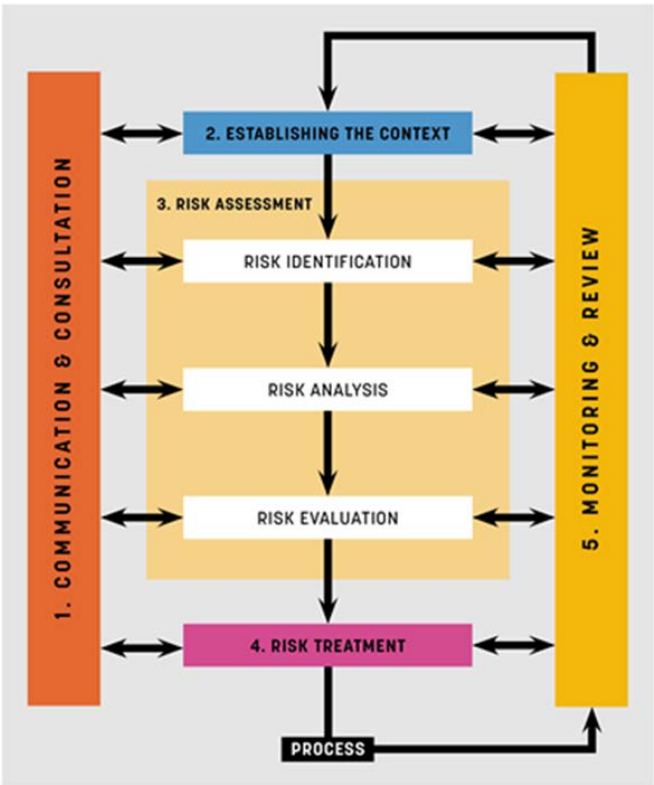 1. COMMUNICATION & CONSULTATION
2. ESTABLISHING THE CONTEXT
3. RISK ASSESSMENT
RISK IDENTIFICATION
RISK ANALYSIS
RISK EVALUATION
4. RISK TREATMENT
PROCESS
5. MONITORING & REVIEW